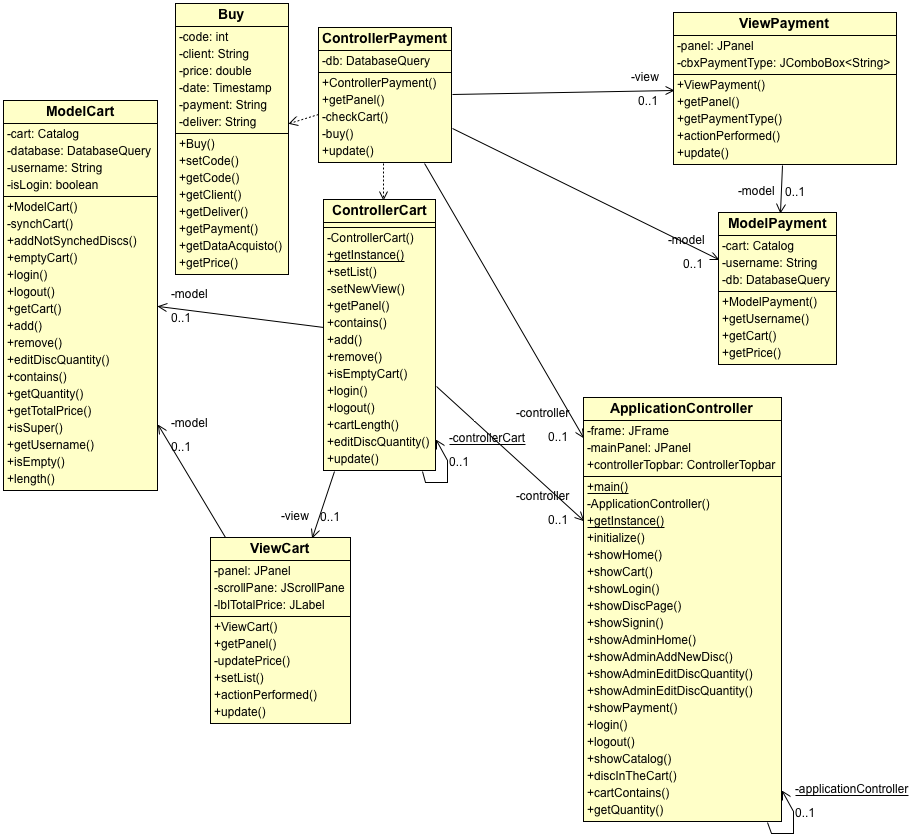 Buy
-code: int
-client: String
-price: double
-date: Timestamp
-payment: String
-deliver: String
+Buy()
+setCode()
+getCode()
+getClient()
+getDeliver()
+getPayment()
+getDataAcquisto()
+getPrice()
ControllerPayment
-db: DatabaseQuery
+ControllerPayment()
+getPanel()
-checkCart()
-buy()
+update()
-view
0..1
ViewPayment
-panel: JPanel
-cbxPaymentType: JComboBox<String>
+ViewPayment()
+getPanel()
+getPaymentType()
+actionPerformed()
+update()
-model
0..1
ModelCart
-cart: Catalog
-database: DatabaseQuery
-username: String
-isLogin: boolean
+ModelCart()
-synchCart()
+addNotSynchedDiscs()
+emptyCart()
+login()
+logout()
+getCart()
+add()
+remove()
+editDiscQuantity()
+contains()
+getQuantity()
+getTotalPrice()
+isSuper()
+getUsername()
+isEmpty()
+length()
-model
0..1
-model
0..1
ControllerCart
-ControllerCart()
+getInstance()
+setList()
-setNewView()
+getPanel()
+contains()
+add()
+remove()
+isEmptyCart()
+login()
+logout()
+cartLength()
+editDiscQuantity()
+update()
-controllerCart
0..1
-model
0..1
ModelPayment
-cart: Catalog
-username: String
-db: DatabaseQuery
+ModelPayment()
+getUsername()
+getCart()
+getPrice()
-controller
0..1
-controller
0..1
-view
0..1
ViewCart
-panel: JPanel
-scrollPane: JScrollPane
-lblTotalPrice: JLabel
+ViewCart()
+getPanel()
-updatePrice()
+setList()
+actionPerformed()
+update()
ApplicationController
-frame: JFrame
-mainPanel: JPanel
+controllerTopbar: ControllerTopbar
+main()
-ApplicationController()
+getInstance()
+initialize()
+showHome()
+showCart()
+showLogin()
+showDiscPage()
+showSignin()
+showAdminHome()
+showAdminAddNewDisc()
+showAdminEditDiscQuantity()
+showAdminEditDiscQuantity()
+showPayment()
+login()
+logout()
+showCatalog()
+discInTheCart()
+cartContains()
+getQuantity()
-applicationController
0..1